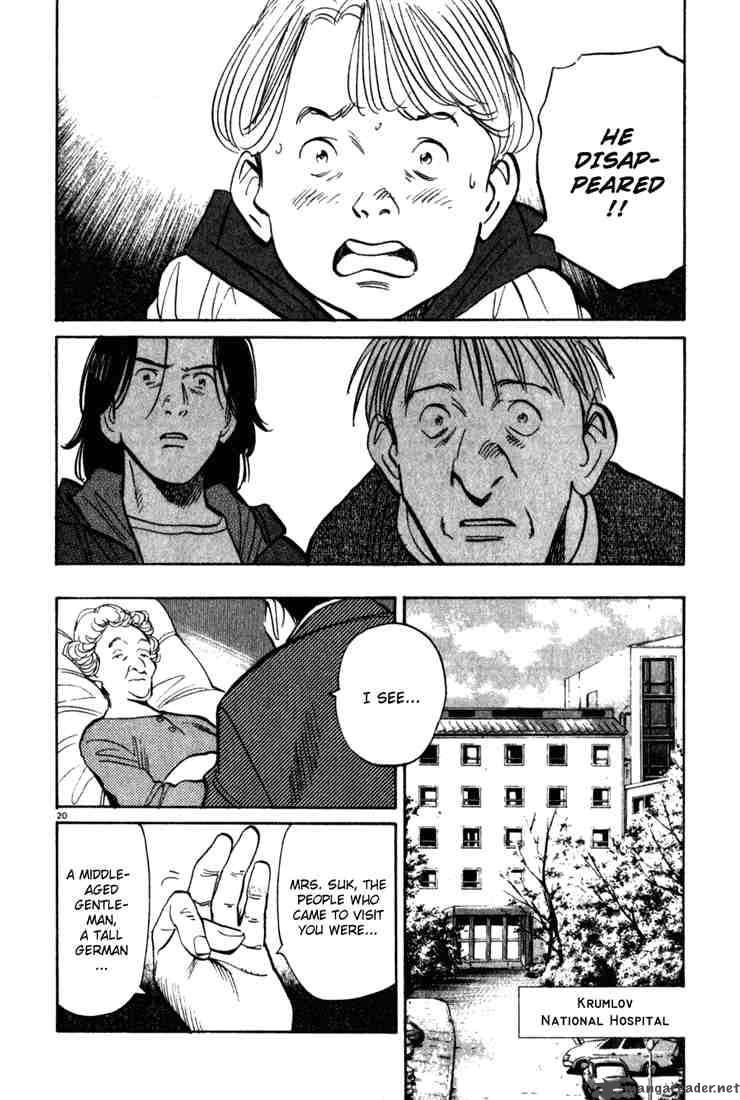 HE
DISAP-
PEARED
!!
KRUMLOV
NATIONAL HOSPITAL
I SEE...
20
MRS. SUK, THE
PEOPLE WHO
CAME TO VISIT
YOU WERE...
A MIDDLE-
AGED
GENTLE-
MAN,
A TALL
GERMAN
...
mangareader.net